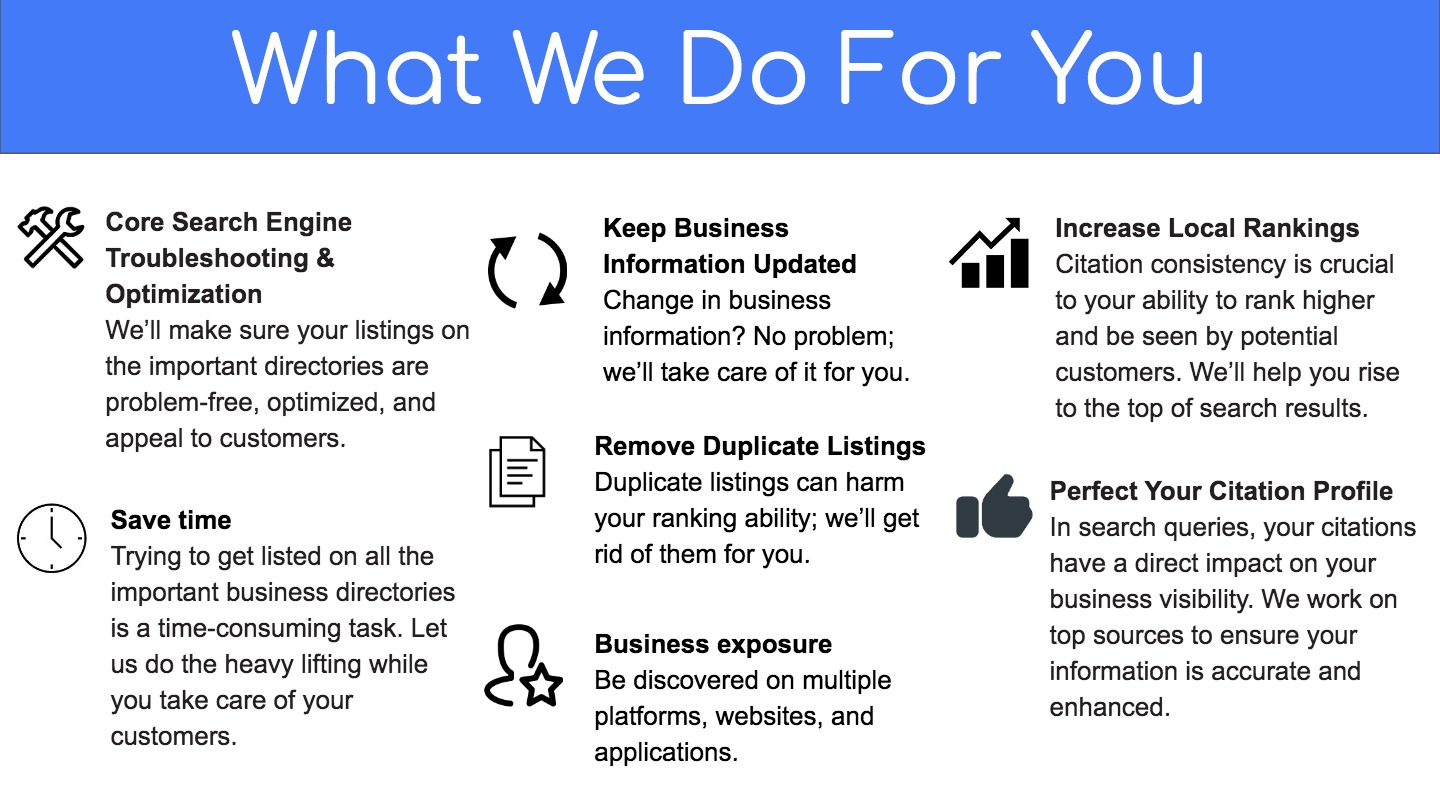 What We Do For You
Core Search Engine
Troubleshooting &
Optimization
We’ll make sure your listings on
the important directories are
problem-free, optimized, and
appeal to customers.
Save time
Trying to get listed on all the
important business directories
is a time-consuming task. Let
us do the heavy lifting while
you take care of your
customers.
Keep Business
Information Updated
Change in business
information? No problem;
we’ll take care of it for you.
Remove Duplicate Listings
Duplicate listings can harm
your ranking ability; we’ll get
rid of them for you.
Business exposure
Be discovered on multiple
platforms, websites, and
applications.
Increase Local Rankings
Citation consistency is crucial
to your ability to rank higher
and be seen by potential
customers. We’ll help you rise
to the top of search results.
Perfect Your Citation Profile
In search queries, your citations
have a direct impact on your
business visibility. We work on
top sources to ensure your
information is accurate and
enhanced.